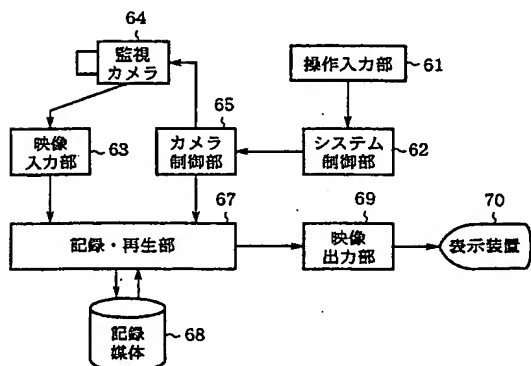 64
監視
カメラ
操作入力部
61
65
映像
入力部
63
カメラ
制御部
システム
制御部
62
67
69
70
記録・再生部
映像
出力部
表示装置
記録
媒体
68